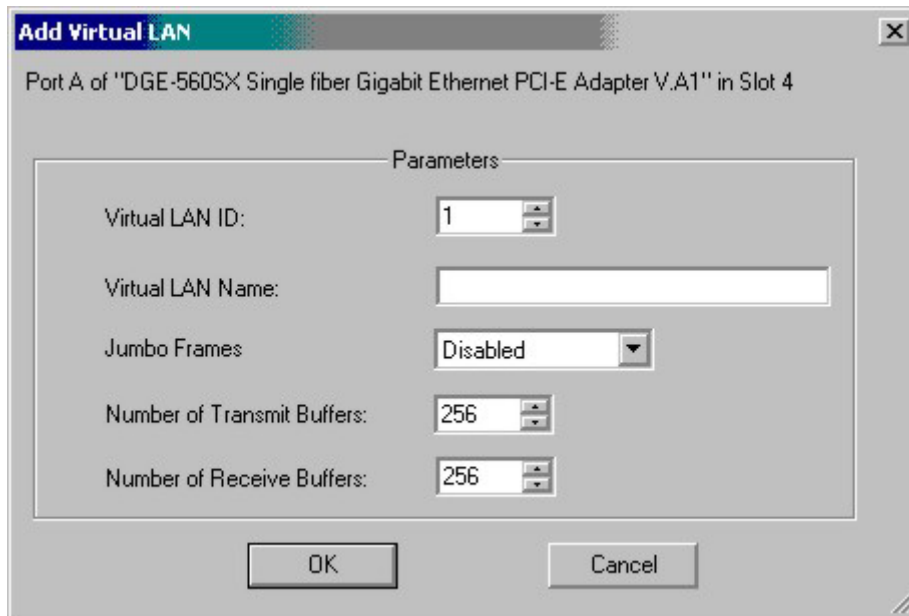 Add Virtual LAN
Port A of "DGE-560SX Single fiber Gigabit Ethernet PCI-E Adapter V.A1" in Slot 4
Parameters
Virtual LAN ID: 1
Virtual LAN Name:
Jumbo Frames Disabled
Number of Transmit Buffers: 256
Number of Receive Buffers: 256
OK Cancel